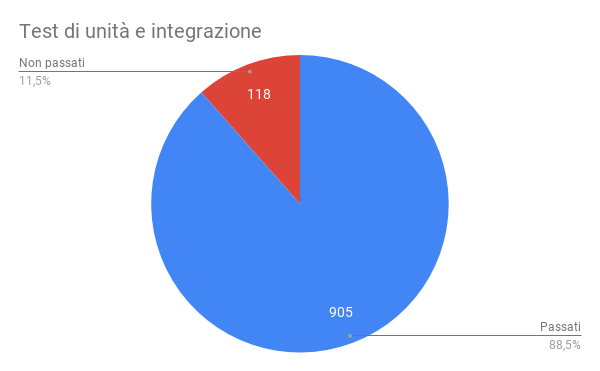 Test di unità e integrazione
Non passati
11,5%
118
905
Passati
88,5%